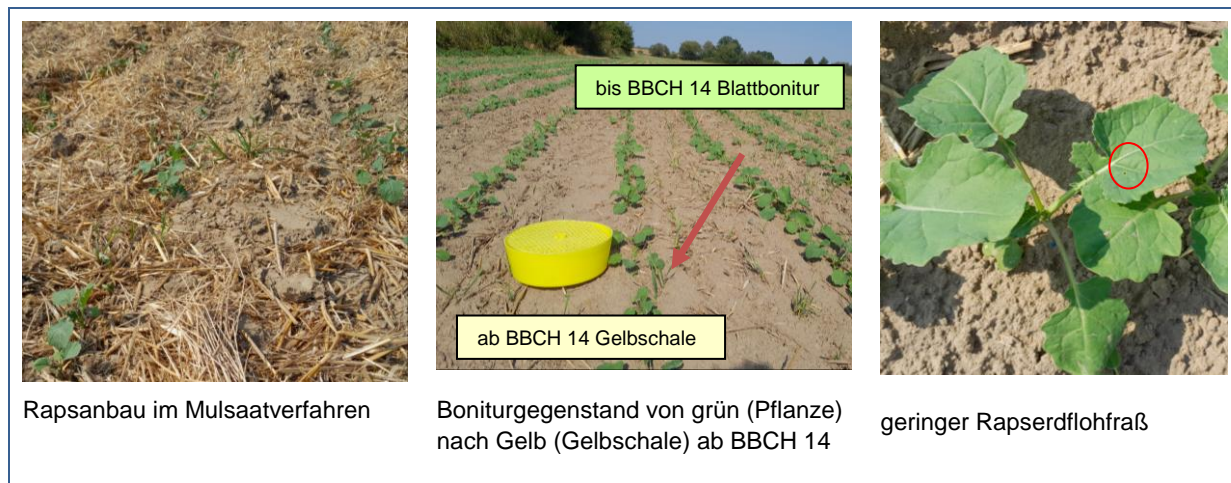 bis BBCH 14 Blattbonitur
ab BBCH 14 Gelbschale
Rapsanbau im Mulsaatverfahren
Boniturgegenstand von grün (Pflanze)
nach Gelb (Gelbschale) ab BBCH 14
geringer Rapserdflohfraß